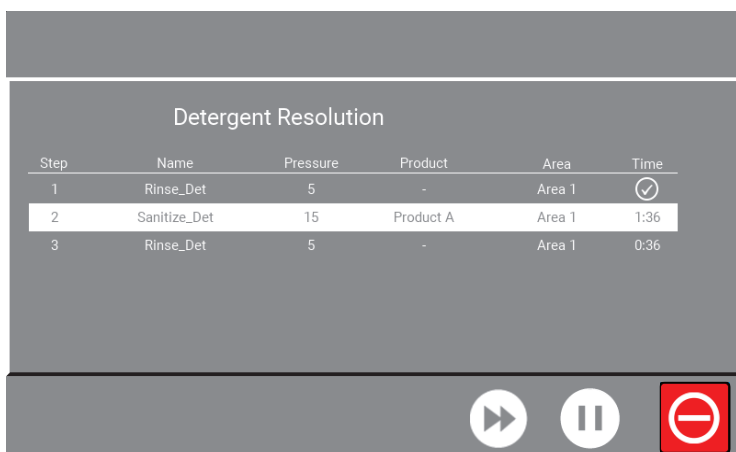 Detergent Resolution
Step Name Pressure Product Area Time
1 Rinse_Det 5 - Area 1
2 Sanitize_Det 15 Product A Area 1 1:36
3 Rinse_Det 5 - Area 1 0:36